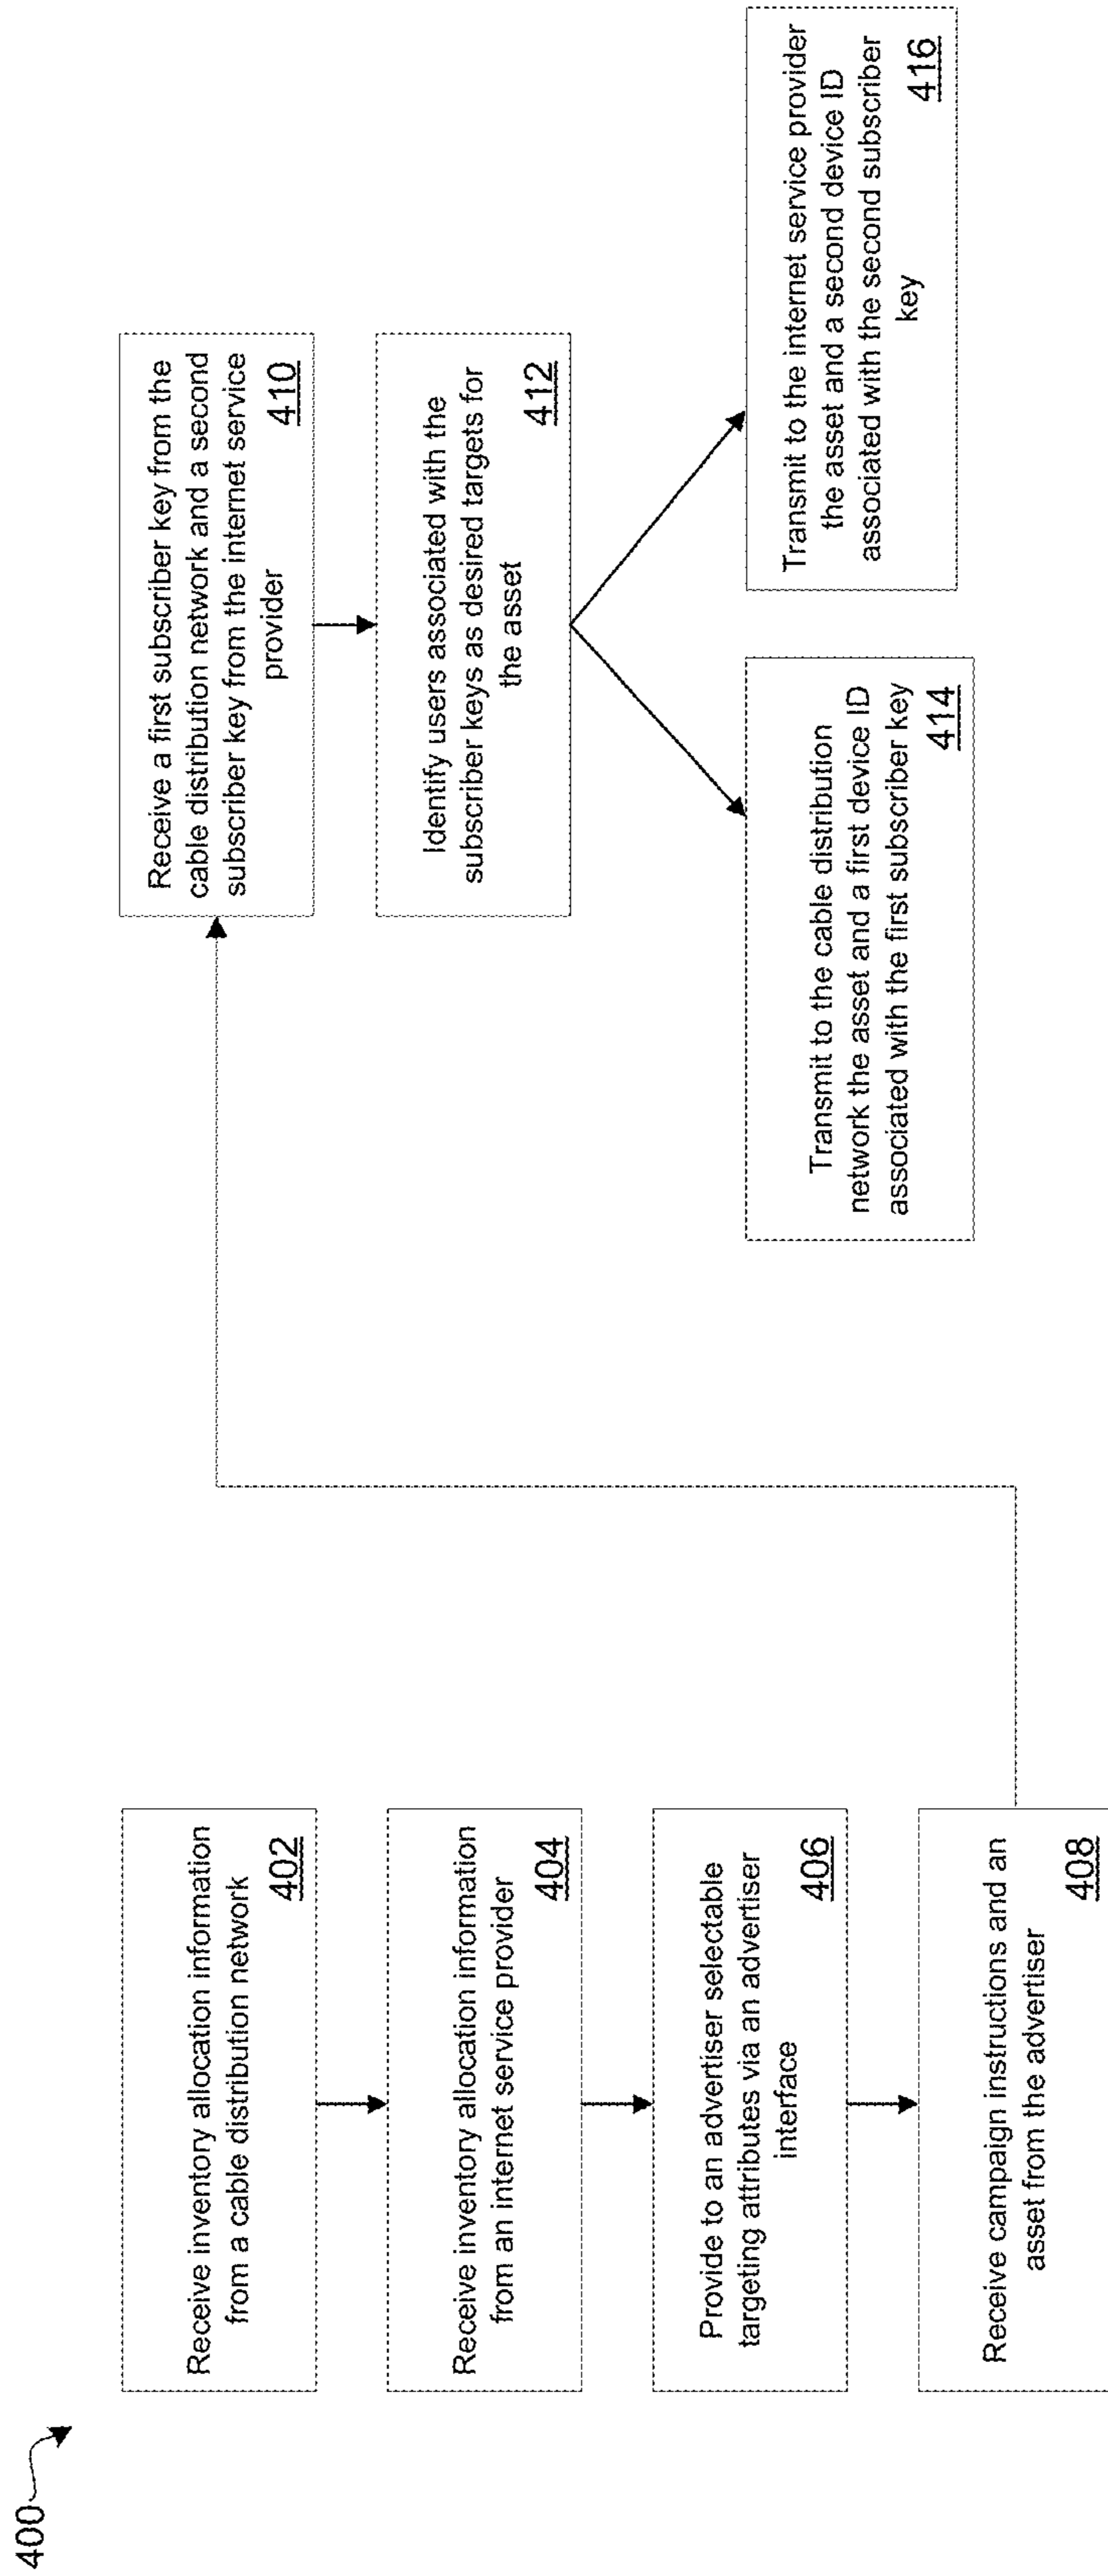 400
Receive inventory allocation information
from a cable distribution network
402
Receive inventory allocation information
from an internet service provider
404
Provide to an advertiser selectable
targeting attributes via an advertiser
interface
406
Receive campaign instructions and an
asset from the advertiser
408
Receive a first subscriber key from the
cable distribution network and a second
subscriber key from the internet service
provider
410
Identify users associated with the
subscriber keys as desired targets for
the asset
412
Transmit to the cable distribution
network the asset and a first device ID
associated with the first subscriber key
414
Transmit to the internet service provider
the asset and a second device ID
associated with the second subscriber
key
416